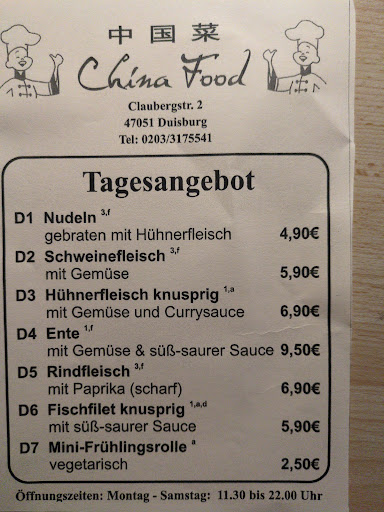 中国菜
China Food
Claubergstr. 2
47051 Duisburg
Tel: 0203/3175541
Tagesangebot
D1 Nudeln 3,f
gebraten mit Hühnerfleisch 4,90€
D2 Schweinefleisch 3,f
mit Gemüse 5,90€
D3 Hühnerfleisch knusprig 1,a
mit Gemüse und Currysauce 6,90€
D4 Ente 1,f
mit Gemüse & süß-saurer Sauce 9,50€
D5 Rindfleisch 3,f
mit Paprika (scharf) 6,90€
D6 Fischfilet knusprig 1,a,d
mit süß-saurer Sauce 5,90€
D7 Mini-Frühlingsrolle a
vegetarisch 2,50€
Öffnungszeiten: Montag - Samstag: 11.30 bis 22.00 Uhr